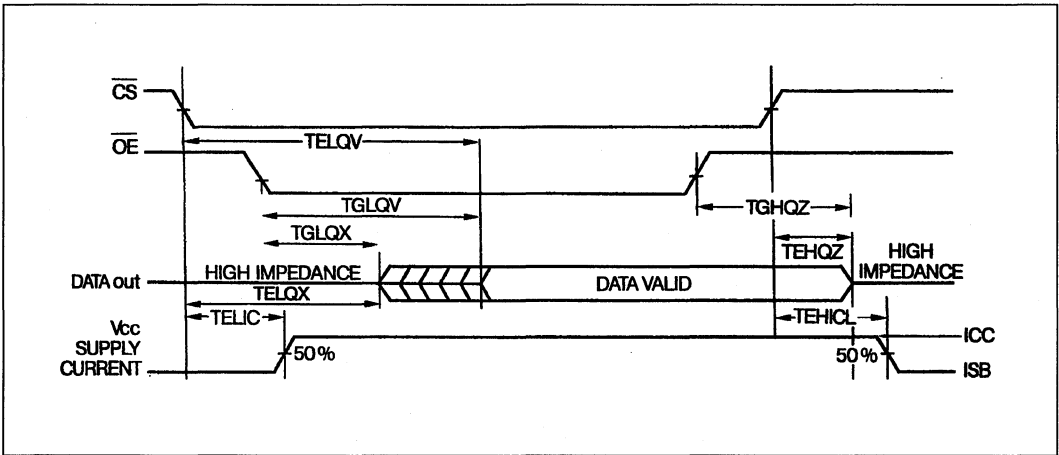 CS
TELQV
OE
TGLQV
TGHQZ
TGLQX
TEHQZ
HIGH IMPEDANCE
DATA out
HIGH IMPEDANCE
DATA VALID
TELQX
TELIC
TEHICL
Vcc
SUPPLY
CURRENT
50%
50%
ICC
ISB